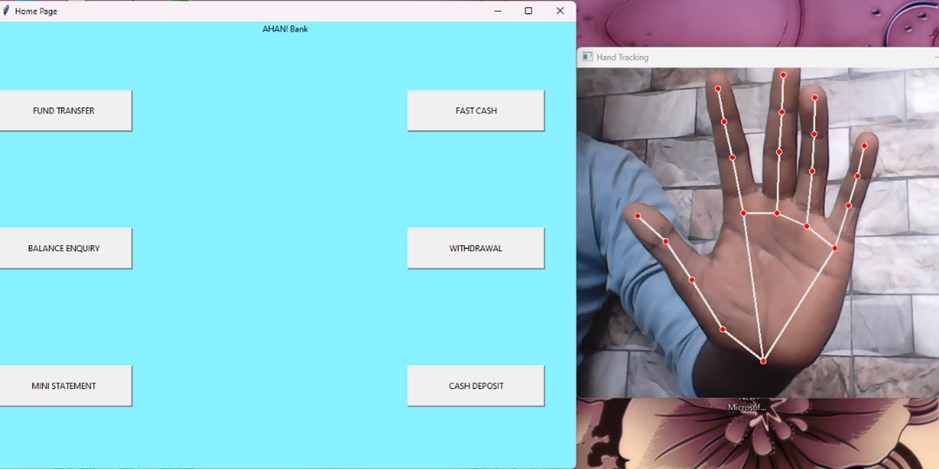 Home Page
AHAN! Bank
FUND TRANSFER
FAST CASH
BALANCE ENQUIRY
WITHDRAWAL
MINI STATEMENT
CASH DEPOSIT
Hand Tracking
New
Microsof...